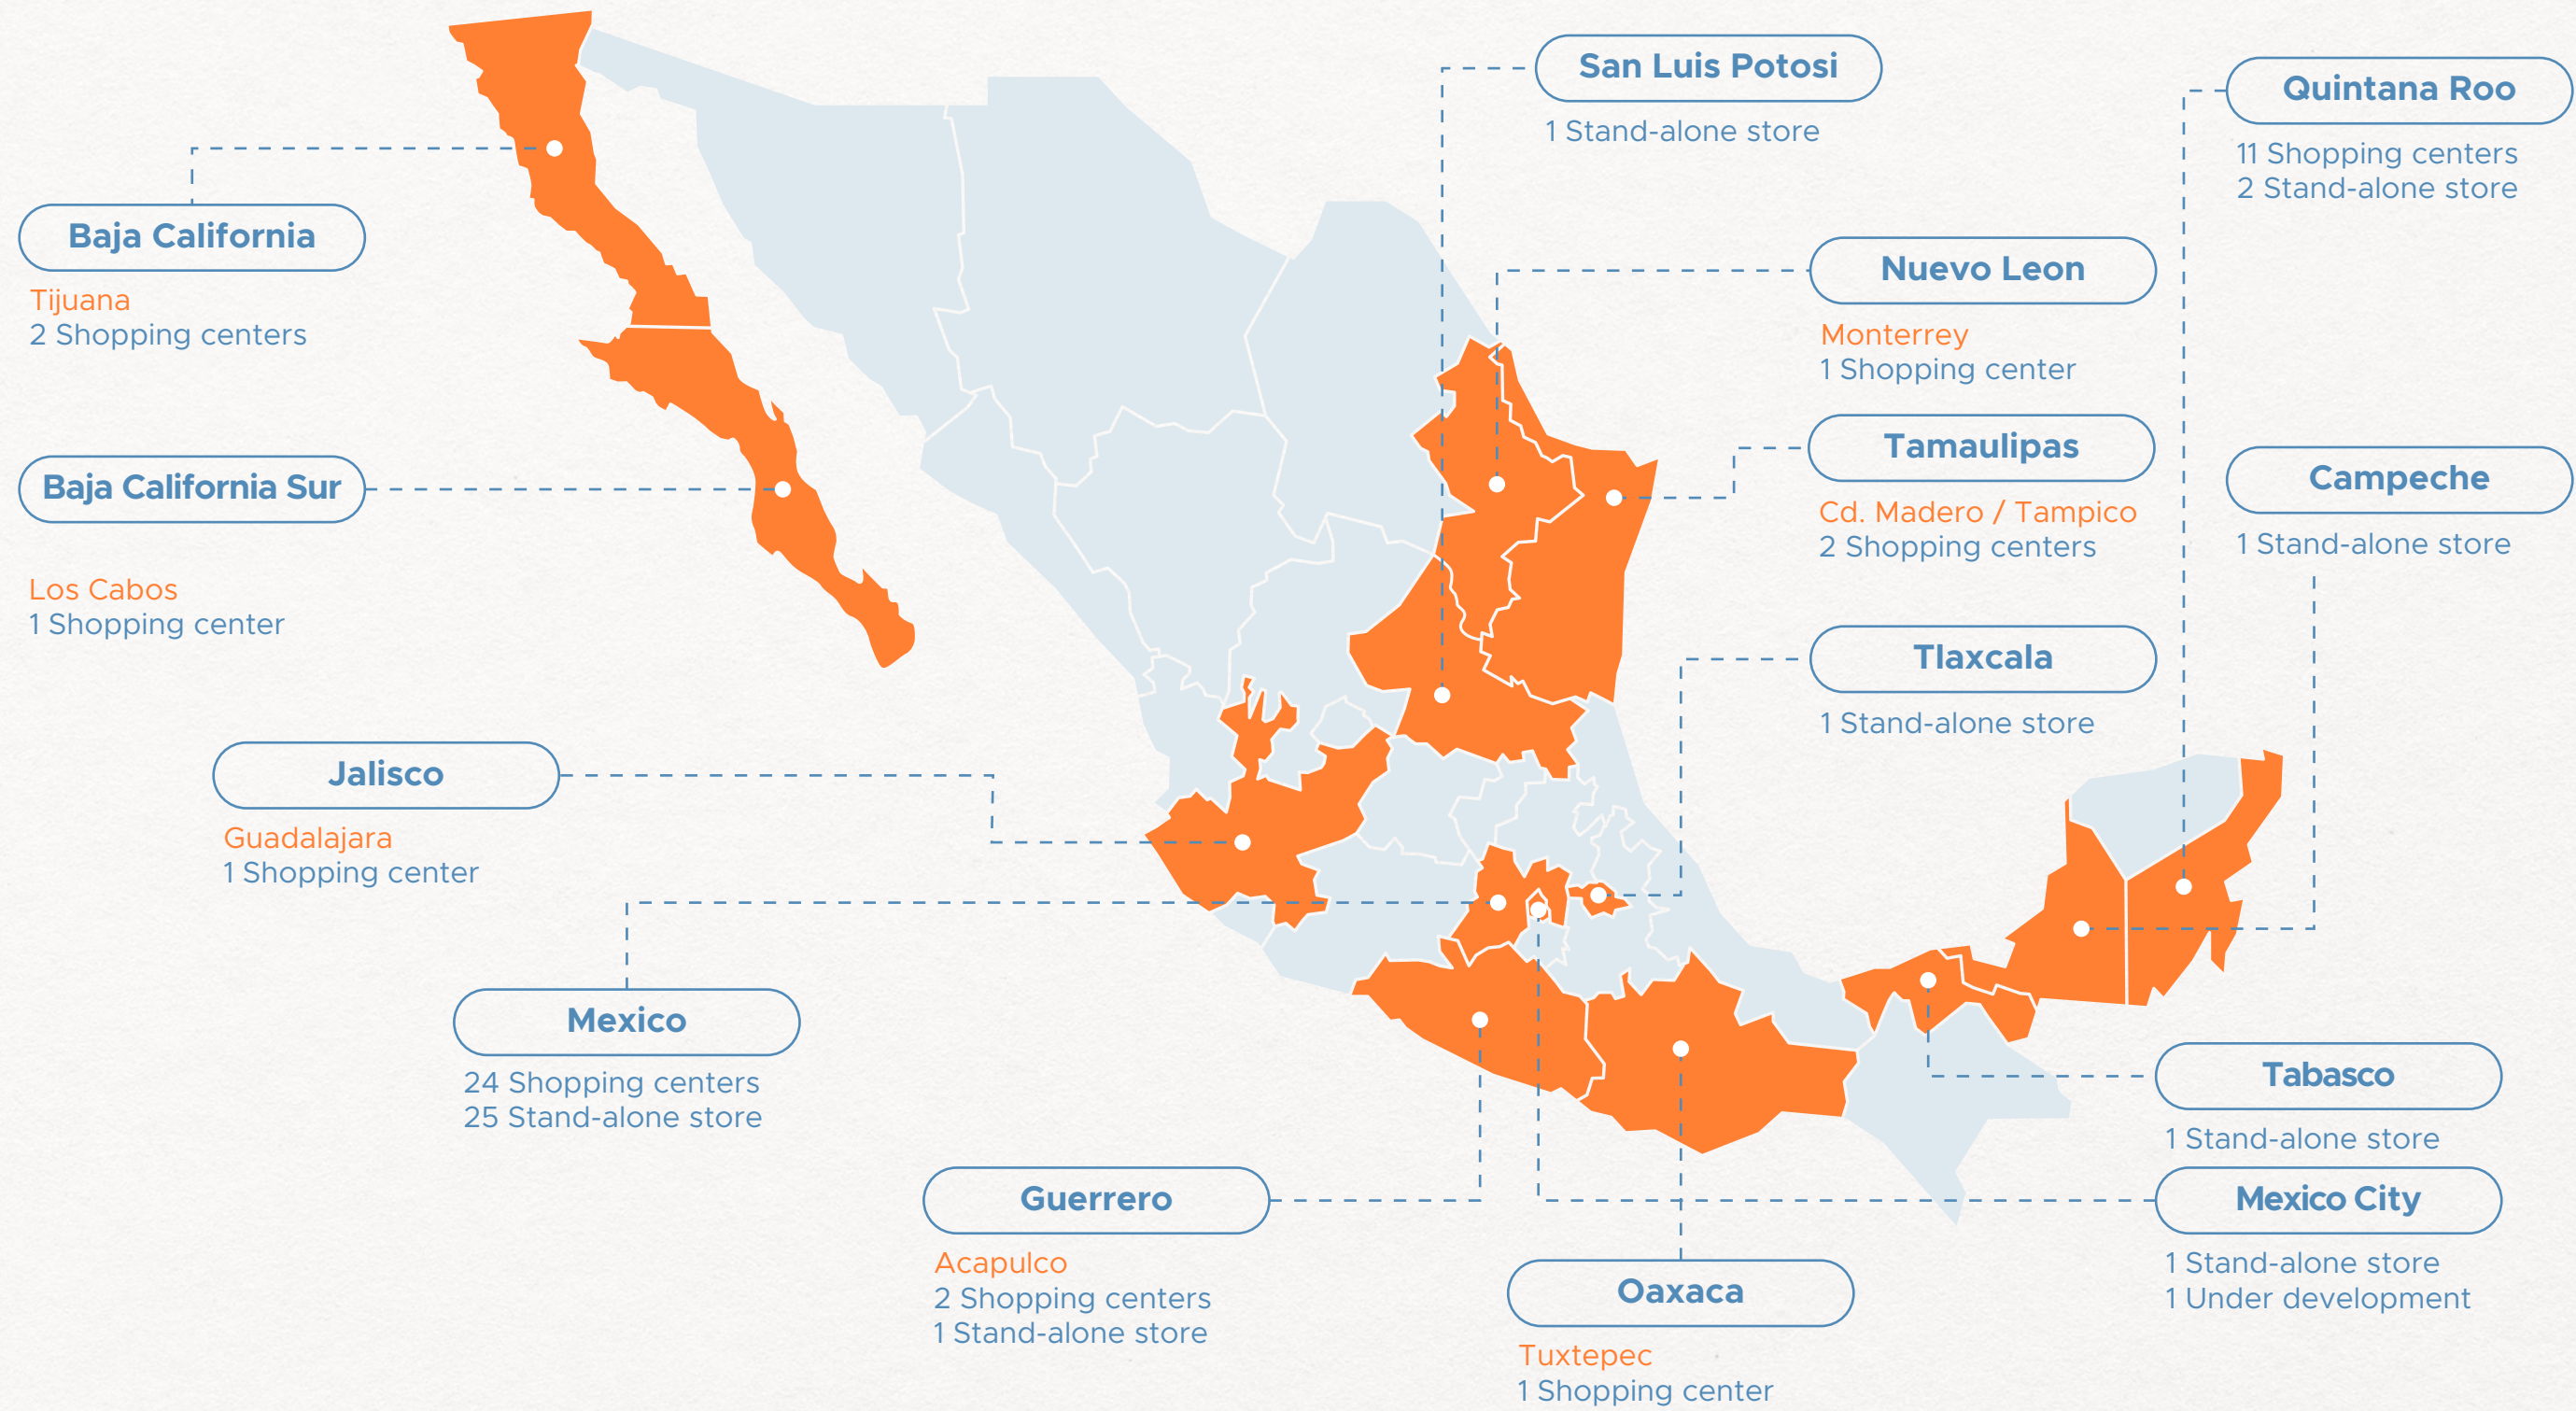 San Luis Potosi
1 Stand-alone store
Quintana Roo
11 Shopping centers
2 Stand-alone store
Baja California
Tijuana
2 Shopping centers
Nuevo Leon
Monterrey
1 Shopping center
Tamaulipas
Cd. Madero / Tampico
2 Shopping centers
Campeche
1 Stand-alone store
Baja California Sur
Los Cabos
1 Shopping center
Tlaxcala
1 Stand-alone store
Jalisco
Guadalajara
1 Shopping center
Mexico
24 Shopping centers
25 Stand-alone store
Tabasco
1 Stand-alone store
Guerrero
Acapulco
2 Shopping centers
1 Stand-alone store
Mexico City
1 Stand-alone store
1 Under development
Oaxaca
Tuxtepec
1 Shopping center